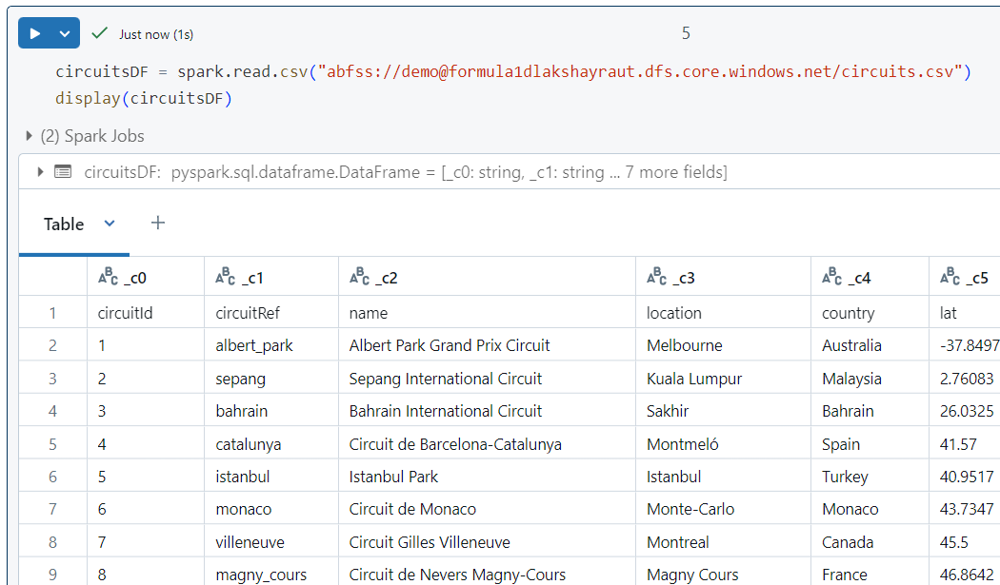 Just now (1s) 5
circuitsDF = spark.read.csv("abfss://demo@formula1dlakshayraut.dfs.core.windows.net/circuits.csv")
display(circuitsDF)
(2) Spark Jobs
circuitsDF: pyspark.sql.dataframe.DataFrame = [_c0: string, _c1: string ... 7 more fields]
Table +
ABC _c0 ABC _c1 ABC _c2 ABC _c3 ABC _c4 ABC _c5
1 circuitId circuitRef name location country lat
2 1 albert_park Albert Park Grand Prix Circuit Melbourne Australia -37.8497
3 2 sepang Sepang International Circuit Kuala Lumpur Malaysia 2.76083
4 3 bahrain Bahrain International Circuit Sakhir Bahrain 26.0325
5 4 catalunya Circuit de Barcelona-Catalunya Montmeló Spain 41.57
6 5 istanbul Istanbul Park Istanbul Turkey 40.9517
7 6 monaco Circuit de Monaco Monte-Carlo Monaco 43.7347
8 7 villeneuve Circuit Gilles Villeneuve Montreal Canada 45.5
9 8 magny_cours Circuit de Nevers Magny-Cours Magny Cours France 46.8642